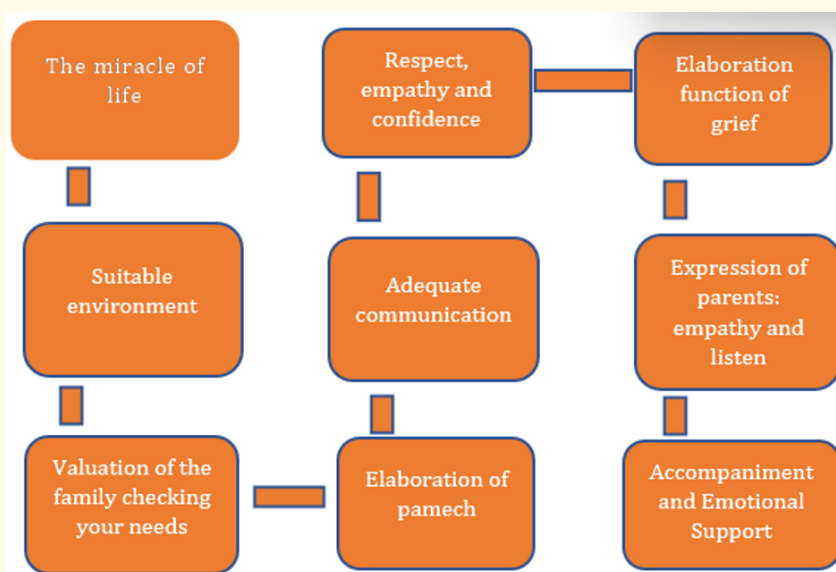 The miracle of
life
Suitable
environment
Valuation of the
family checking
your needs
Elaboration of
pamech
Adequate
communication
Respect,
empathy and
confidence
Elaboration
function of
grief
Expression of
parents:
empathy and
listen
Accompaniment
and Emotional
Support